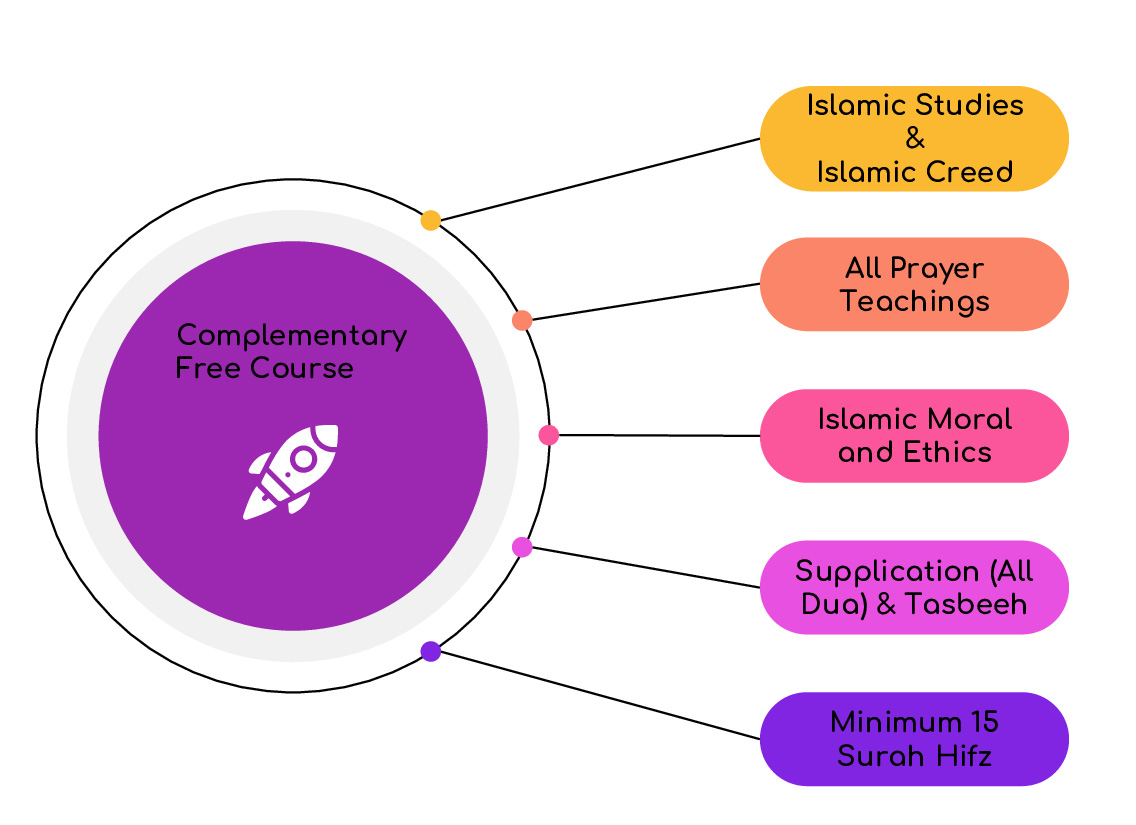 Complementary
Free Course
Islamic Studies
&
Islamic Creed
All Prayer
Teachings
Islamic Moral
and Ethics
Supplication (All
Dua) & Tasbeeh
Minimum 15
Surah Hifz